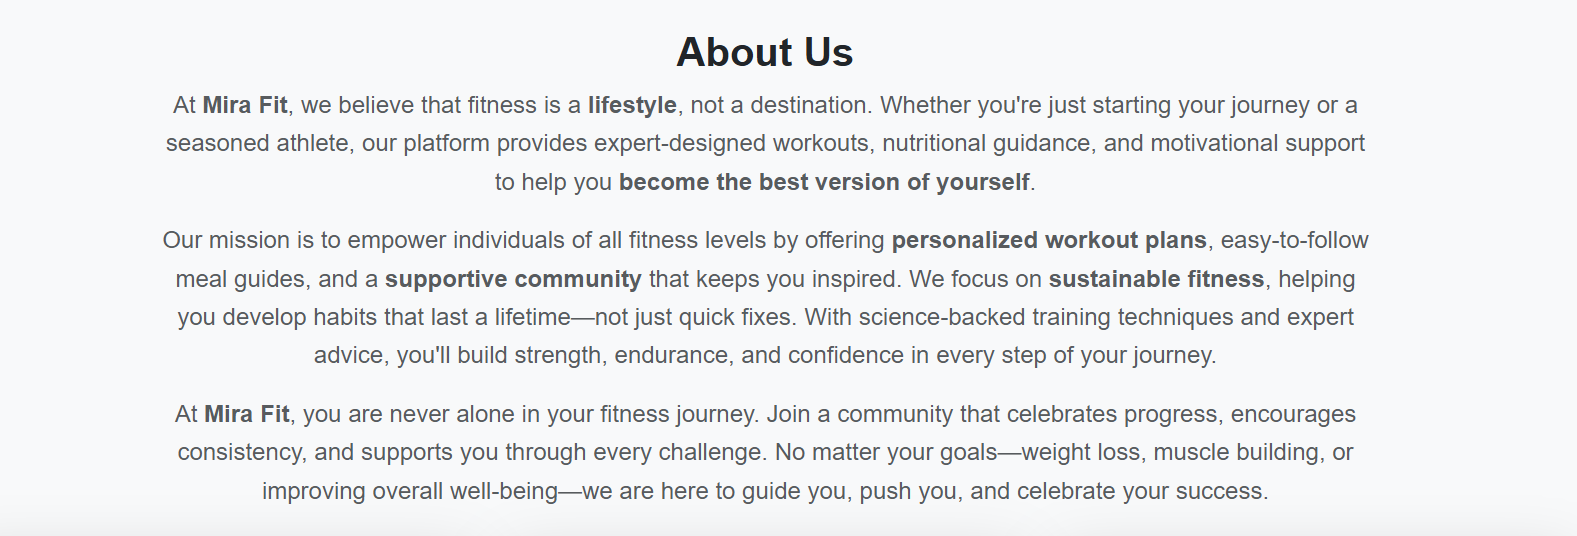 About Us
At Mira Fit, we believe that fitness is a lifestyle, not a destination. Whether you're just starting your journey or a
seasoned athlete, our platform provides expert-designed workouts, nutritional guidance, and motivational support
to help you become the best version of yourself.
Our mission is to empower individuals of all fitness levels by offering personalized workout plans, easy-to-follow
meal guides, and a supportive community that keeps you inspired. We focus on sustainable fitness, helping
you develop habits that last a lifetime—not just quick fixes. With science-backed training techniques and expert
advice, you'll build strength, endurance, and confidence in every step of your journey.
At Mira Fit, you are never alone in your fitness journey. Join a community that celebrates progress, encourages
consistency, and supports you through every challenge. No matter your goals—weight loss, muscle building, or
improving overall well-being—we are here to guide you, push you, and celebrate your success.